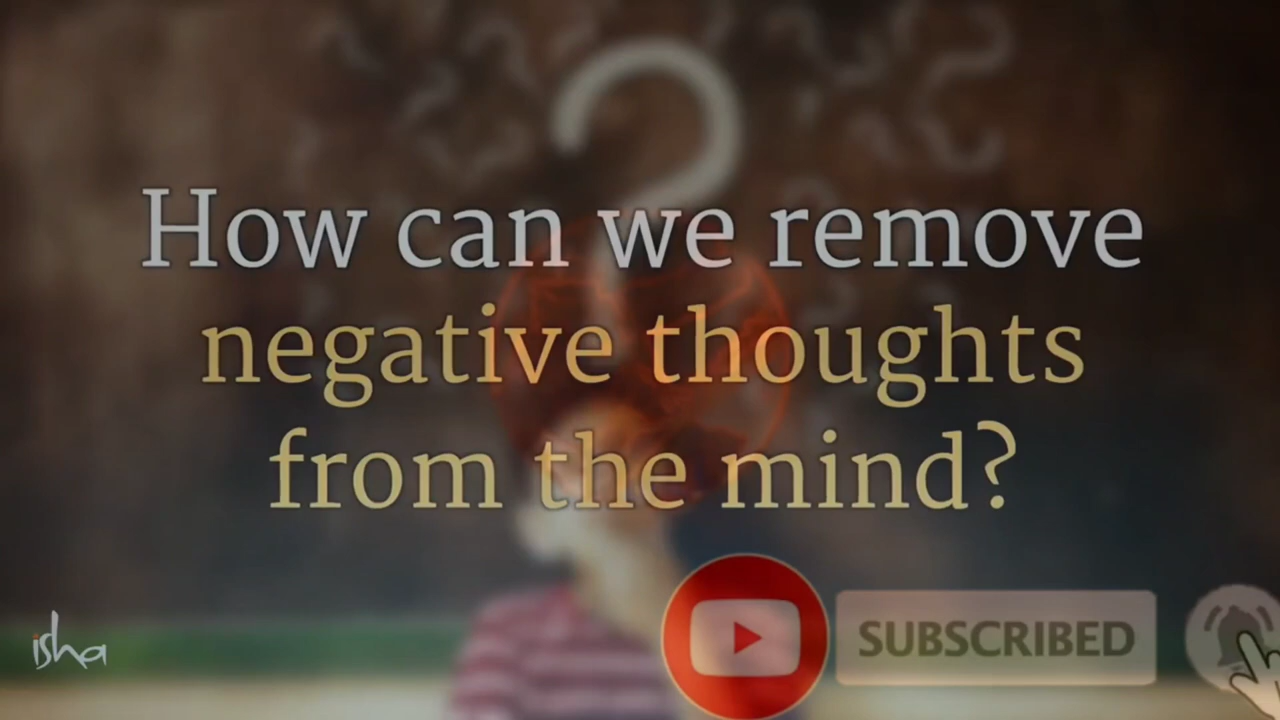 How can we remove
negative thoughts
from the mind?
isha
SUBSCRIBED